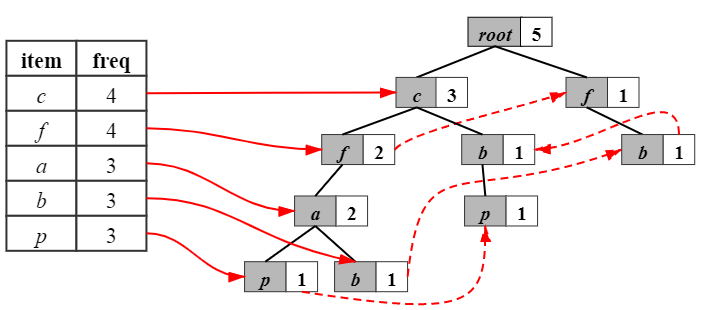 item freq
c 4
f 4
a 3
b 3
p 3
root 5
c 3
f 1
f 2
b 1
b 1
a 2
p 1
p 1
b 1